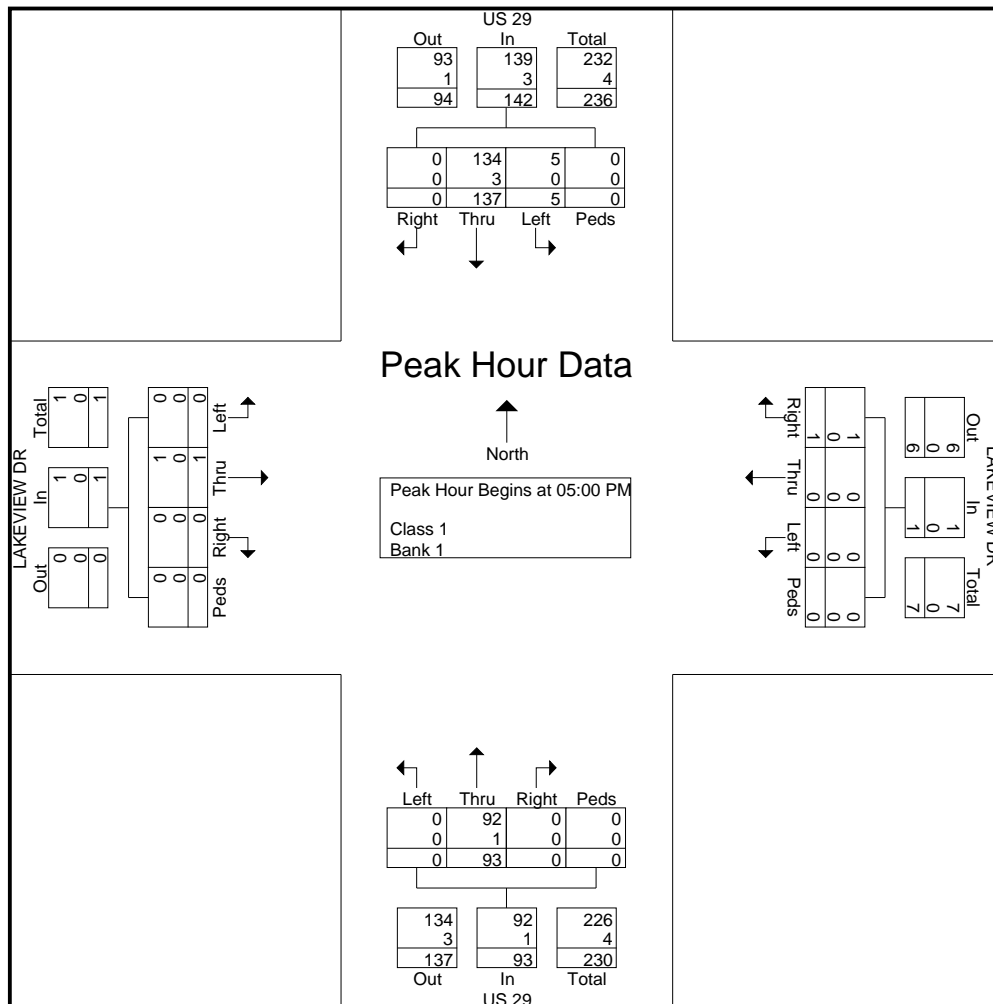 US 29
Out In Total
93 139 232
1 3 4
94 142 236
0 134 5 0
0 3 0 0
0 137 5 0
Right Thru Left Peds
Peak Hour Data
North
Peak Hour Begins at 05:00 PM
Class 1
Bank 1
LAKEVIEW DR
Out In Total
0 1 1
0 0 0
0 1 1
Left Thru Right Peds
0 1 0 0
0 0 0 0
0 1 0 0
LAKEVIEW DR
Out In Total
6 1 7
0 0 0
6 1 7
1 0 0 0
0 0 0 0
1 0 0 0
Right Thru Left Peds
Left Thru Right Peds
0 92 0 0
0 1 0 0
0 93 0 0
134 92 226
3 1 4
137 93 230
Out In Total
US 29